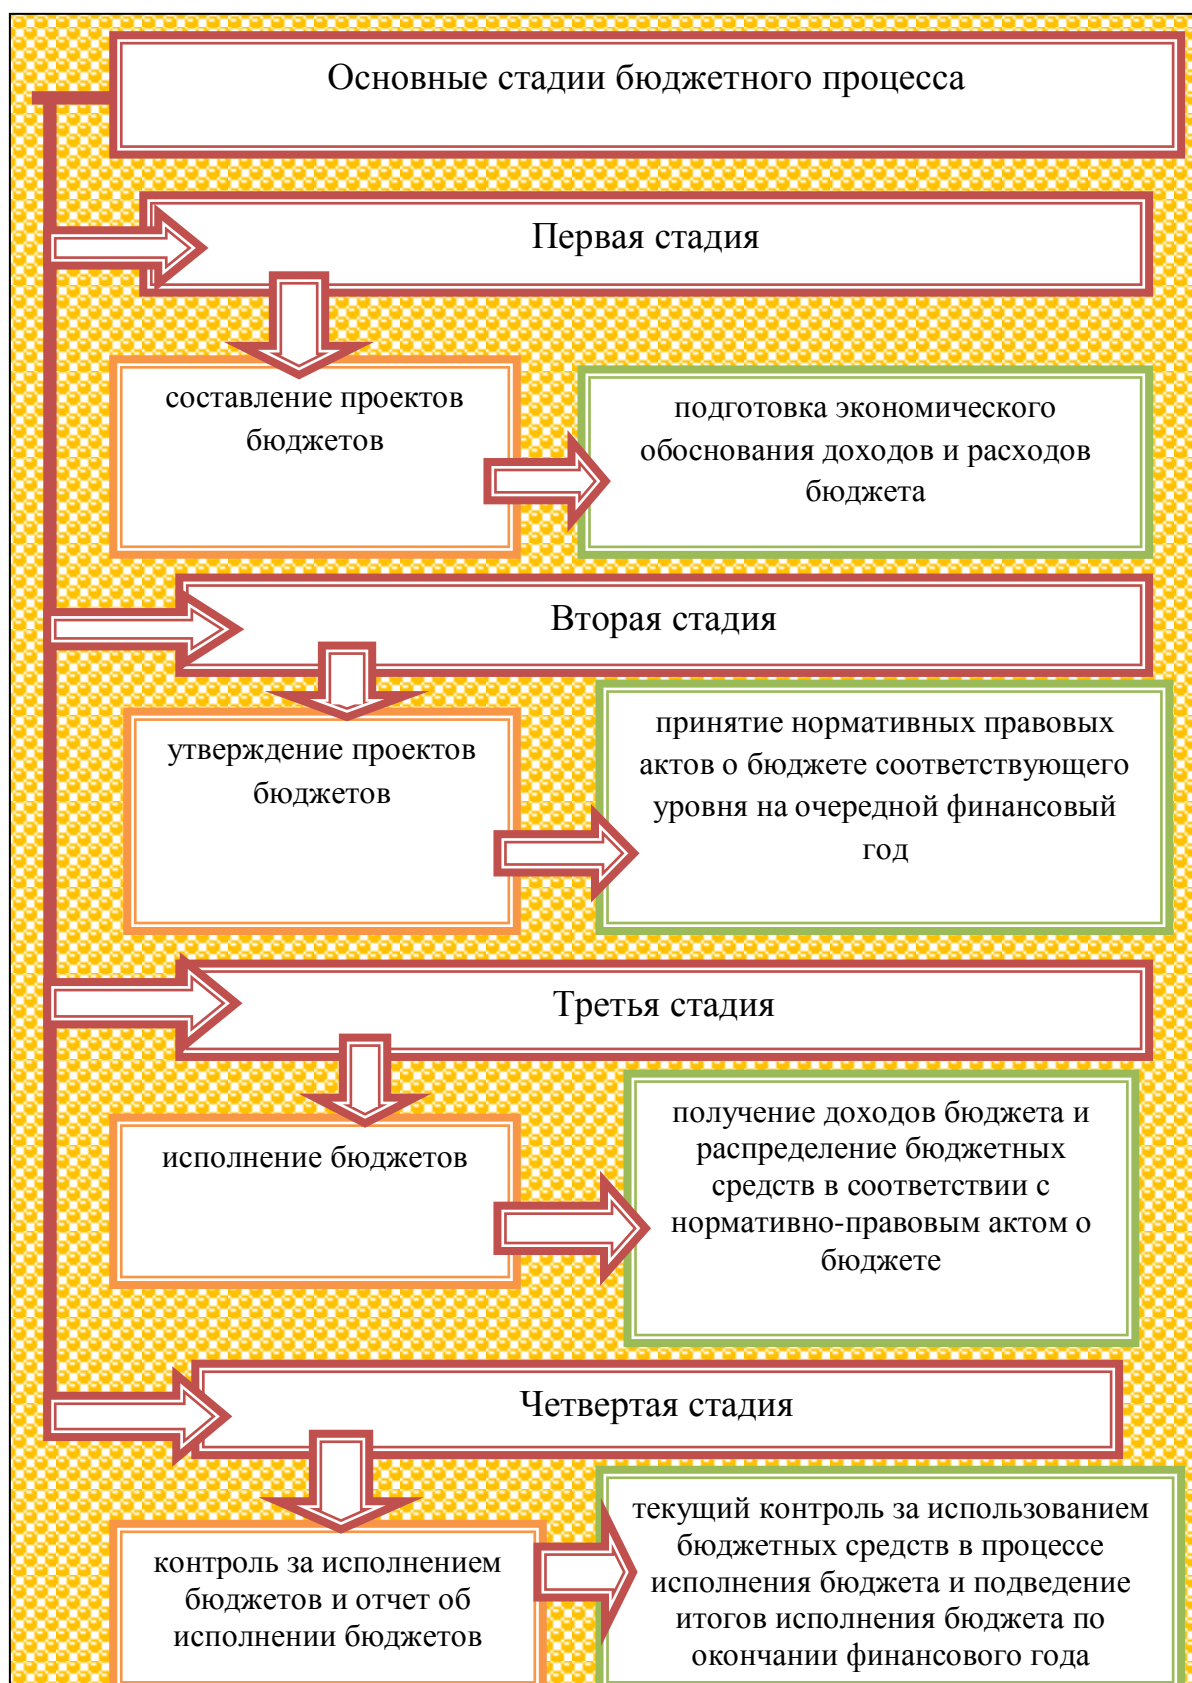 Основные стадии бюджетного процесса
Первая стадия
составление проектов
бюджетов
подготовка экономического
обоснования доходов и расходов
бюджета
Вторая стадия
утверждение проектов
бюджетов
принятие нормативных правовых
актов о бюджете соответствующего
уровня на очередной финансовый
год
Третья стадия
исполнение бюджетов
получение доходов бюджета и
распределение бюджетных
средств в соответствии с
нормативно-правовым актом о
бюджете
Четвертая стадия
контроль за исполнением
бюджетов и отчет об
исполнении бюджетов
текущий контроль за использованием
бюджетных средств в процессе
исполнения бюджета и подведение
итогов исполнения бюджета по
окончании финансового года